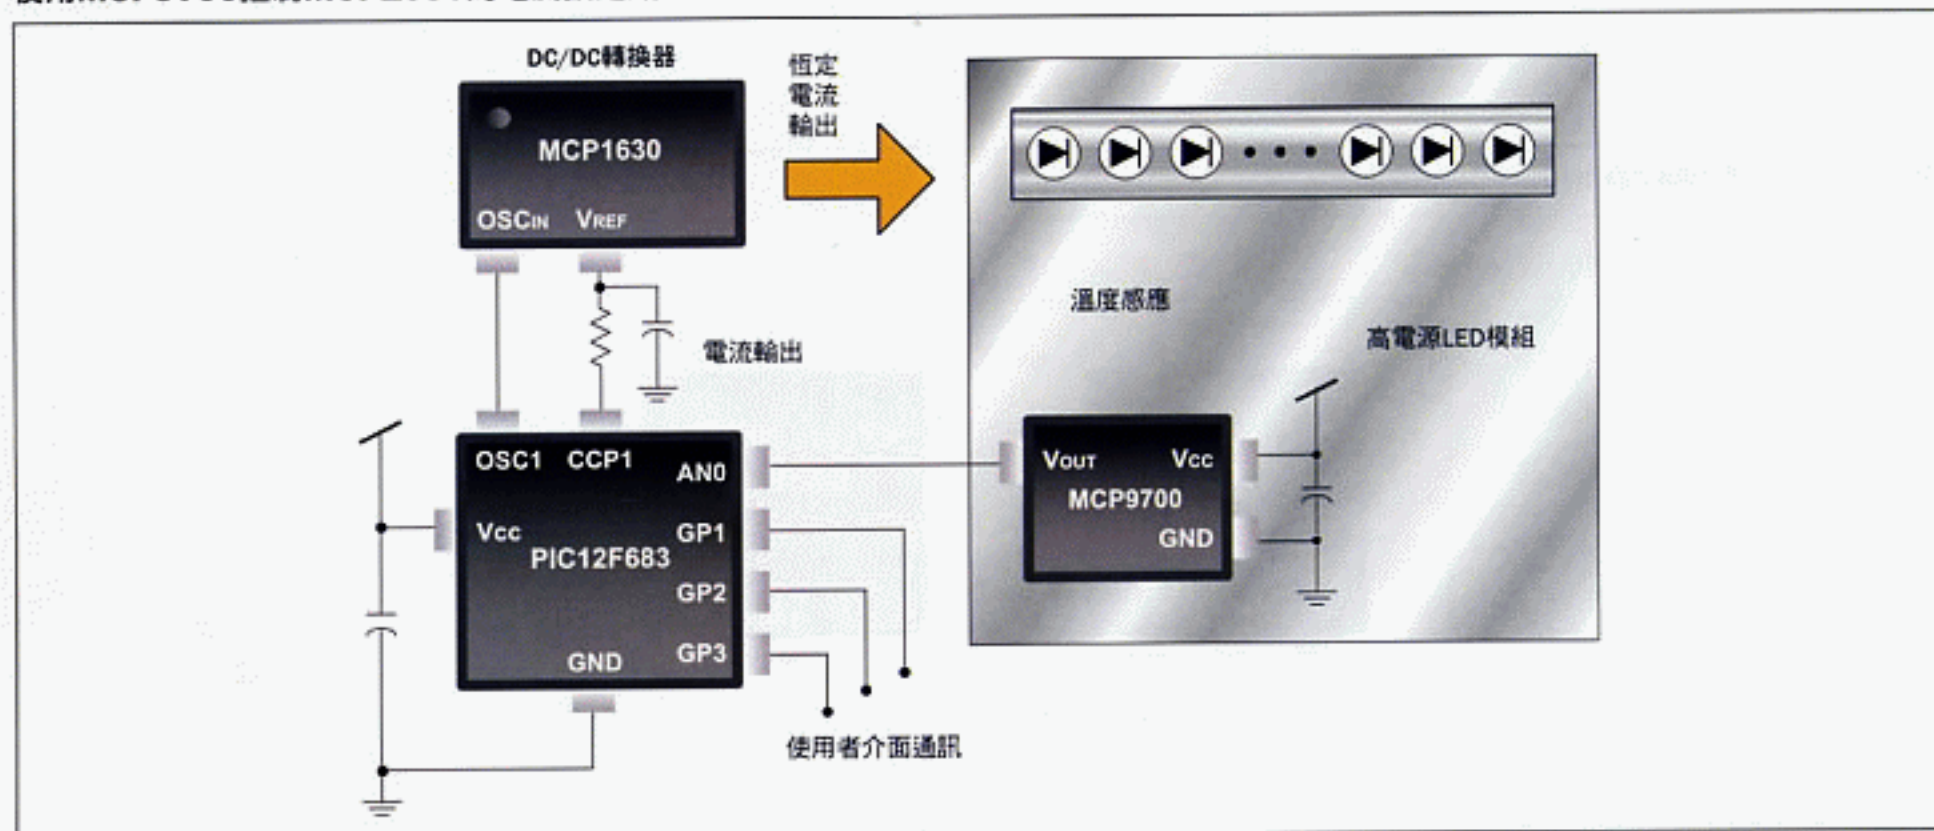 DC/DC轉換器
恆定
電流
輸出
MCP1630
OSCIN VREF
溫度感應
高電源LED模組
電流輸出
OSC1 CCP1
AN0
VOUT VCC
MCP9700
GND
VCC
GP1
PIC12F683
GP2
GP3
GND
使用者介面通訊